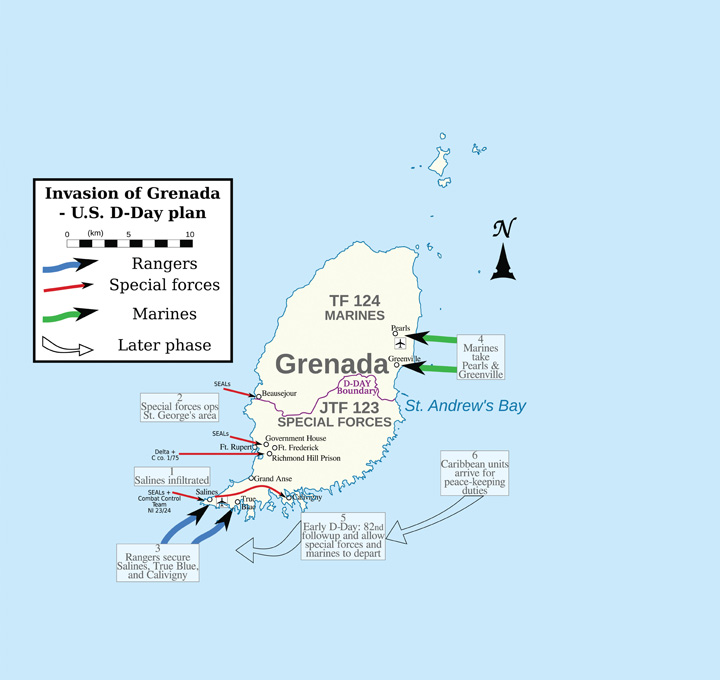 Invasion of Grenada
- U.S. D-Day plan
0 (km) 5 10
Rangers
Special forces
Marines
Later phase
N
TF 124
MARINES
Pearls
Grenada
Greenville
4
Marines
take
Pearls &
Greenville
D-DAY
Boundary
SEALs
Beausejour
2
Special forces ops
St. George's area
JTF 123
SPECIAL FORCES
St. Andrew's Bay
SEALs
Government House
Ft. Rupert
Ft. Frederick
Delta +
C co. 1/75
Richmond Hill Prison
1
Salines infiltrated
Grand Anse
SEALs +
Combat Control
Team
NI 23/24
Salines
True
Blue
Calivigny
6
Caribbean units
arrive for
peace-keeping
duties
5
Early D-Day: 82nd
followup and allow
special forces and
marines to depart
3
Rangers secure
Salines, True Blue,
and Calivigny